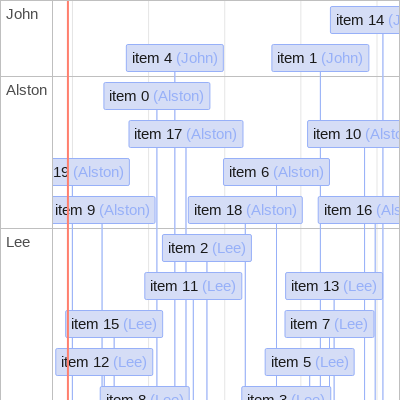 John
item 14
item 4 (John)
item 1 (John)
Alston
item 0 (Alston)
item 17 (Alston)
item 10
19 (Alston)
item 6 (Alston)
item 9 (Alston)
item 18 (Alston)
item 16
Lee
item 2 (Lee)
item 11 (Lee)
item 13 (Lee)
item 15 (Lee)
item 7 (Lee)
item 12 (Lee)
item 5 (Lee)
item 8 (Lee)
item 3 (Lee)